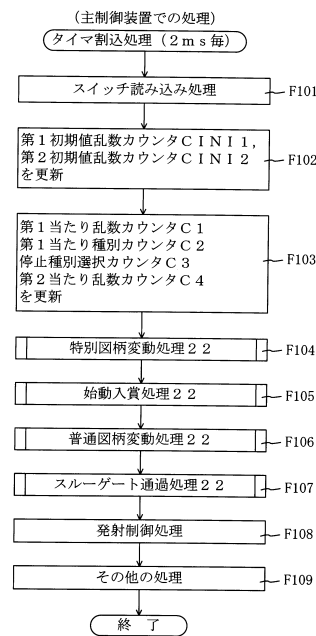 （主制御装置での処理）
タイマ割込処理（２ｍｓ毎）
スイッチ読み込み処理
F101
第１初期値乱数カウンタＣＩＮＩ１，
第２初期値乱数カウンタＣＩＮＩ２
を更新
F102
第１当たり乱数カウンタＣ１
第１当たり種別カウンタＣ２
停止種別選択カウンタＣ３
第２当たり乱数カウンタＣ４
を更新
F103
特別図柄変動処理２２
F104
始動入賞処理２２
F105
普通図柄変動処理２２
F106
スルーゲート通過処理２２
F107
発射制御処理
F108
その他の処理
F109
終　了